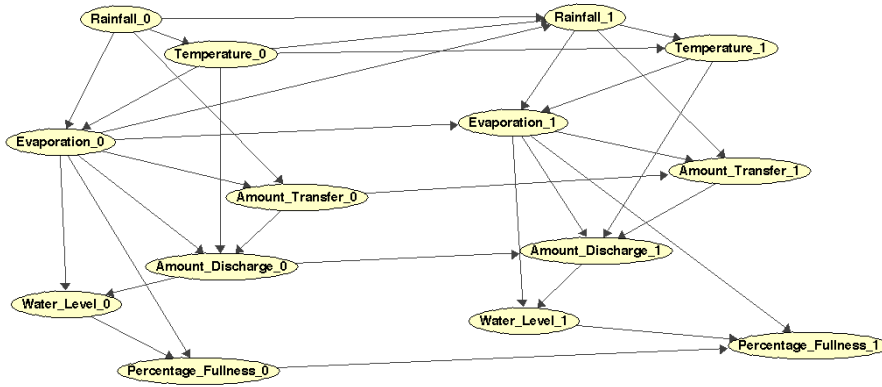 Rainfall_0
Rainfall_1
Temperature_0
Temperature_1
Evaporation_0
Evaporation_1
Amount_Transfer_0
Amount_Transfer_1
Amount_Discharge_0
Amount_Discharge_1
Water_Level_0
Water_Level_1
Percentage_Fullness_0
Percentage_Fullness_1